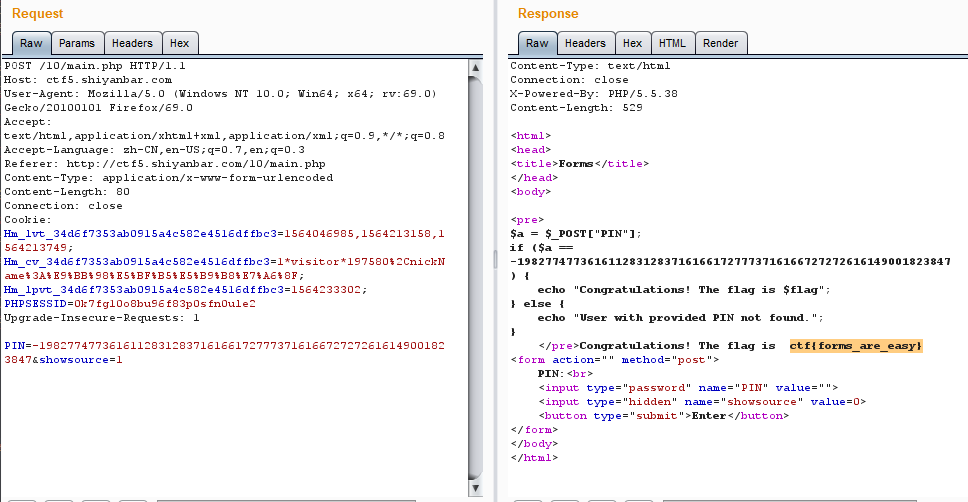 Request
Raw Params Headers Hex
POST /10/main.php HTTP/1.1
Host: ctf5.shiyanbar.com
User-Agent: Mozilla/5.0 (Windows NT 10.0; Win64; x64; rv:69.0)
Gecko/20100101 Firefox/69.0
Accept:
text/html,application/xhtml+xml,application/xml;q=0.9,*/*;q=0.8
Accept-Language: zh-CN,en-US;q=0.7,en;q=0.3
Referer: http://ctf5.shiyanbar.com/10/main.php
Content-Type: application/x-www-form-urlencoded
Content-Length: 80
Connection: close
Cookie:
Hm_lvt_34d6f7353ab0915a4c582e4516dffbc3=1564046985,1564213158,1
564213749;
Hm_cv_34d6f7353ab0915a4c582e4516dffbc3=1*visitor*197580%2CnickN
ame%3A%E9%BB%98%E5%BF%B5%E5%B9%B8%E7%A6%8F;
Hm_lpvt_34d6f7353ab0915a4c582e4516dffbc3=1564233302;
PHPSESSID=0k7fgl0o8bu96f83p0sfn0ule2
Upgrade-Insecure-Requests: 1
PIN=-19827747736161128312837161661727773716166727272616149001823847&showsource=1
Response
Raw Headers Hex HTML Render
Content-Type: text/html
Connection: close
X-Powered-By: PHP/5.5.38
Content-Length: 529
<html>
<head>
<title>Forms</title>
</head>
<body>
<pre>
$a = $_POST["PIN"];
if ($a ==
-19827747736161128312837161661727773716166727272616149001823847
) {
echo "Congratulations! The flag is $flag";
} else {
echo "User with provided PIN not found.";
}
</pre>Congratulations! The flag is ctf{forms_are_easy}
<form action="" method="post">
PIN:<br>
<input type="password" name="PIN" value="">
<input type="hidden" name="showsource" value=0>
<button type="submit">Enter</button>
</form>
</body>
</html>